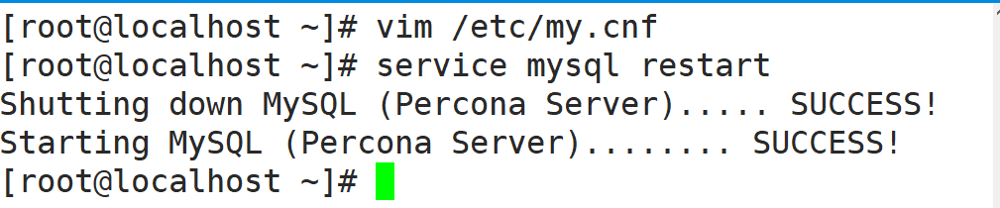 [root@localhost ~]# vim /etc/my.cnf
[root@localhost ~]# service mysql restart
Shutting down MySQL (Percona Server)..... SUCCESS!
Starting MySQL (Percona Server)........ SUCCESS!
[root@localhost ~]#